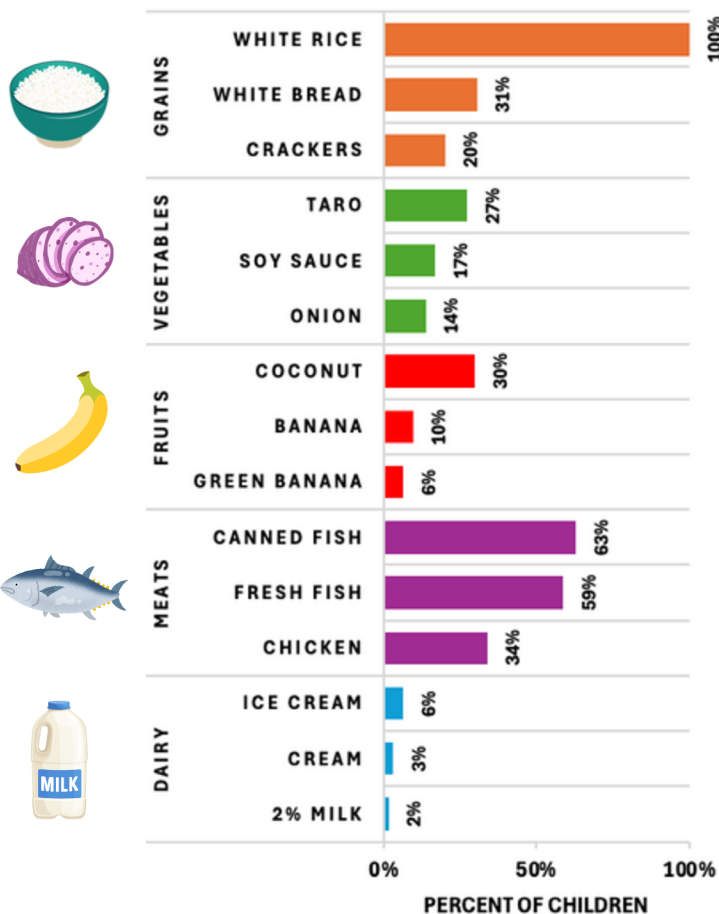 GRAINS
WHITE RICE 100%
WHITE BREAD 31%
CRACKERS 20%
VEGETABLES
TARO 27%
SOY SAUCE 17%
ONION 14%
FRUITS
COCONUT 30%
BANANA 10%
GREEN BANANA 6%
MEATS
CANNED FISH 63%
FRESH FISH 59%
CHICKEN 34%
DAIRY
ICE CREAM 6%
CREAM 3%
MILK
2% MILK 2%
0% 50% 100%
PERCENT OF CHILDREN